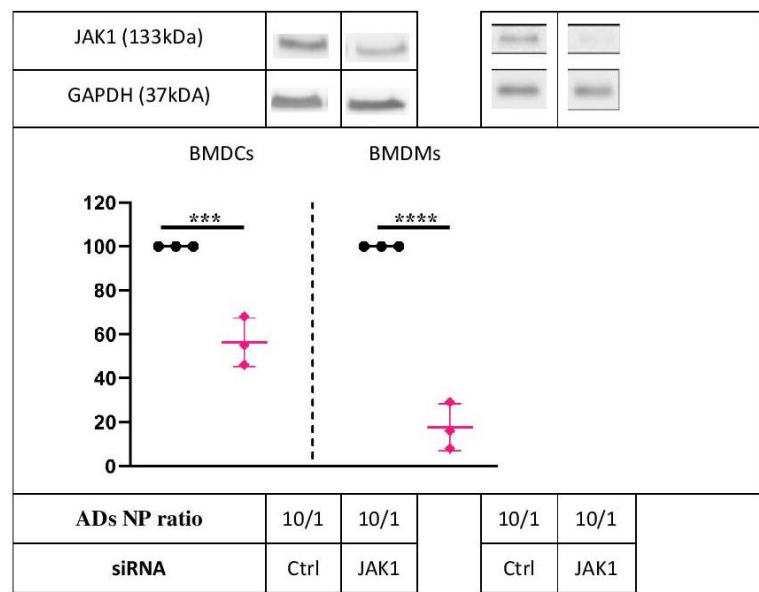 JAK1 (133kDa)
GAPDH (37kDA)
BMDCs BMDMs
120
*** ****
100
80
60
40
20
0
ADs NP ratio 10/1 10/1 10/1 10/1
siRNA Ctrl JAK1 Ctrl JAK1